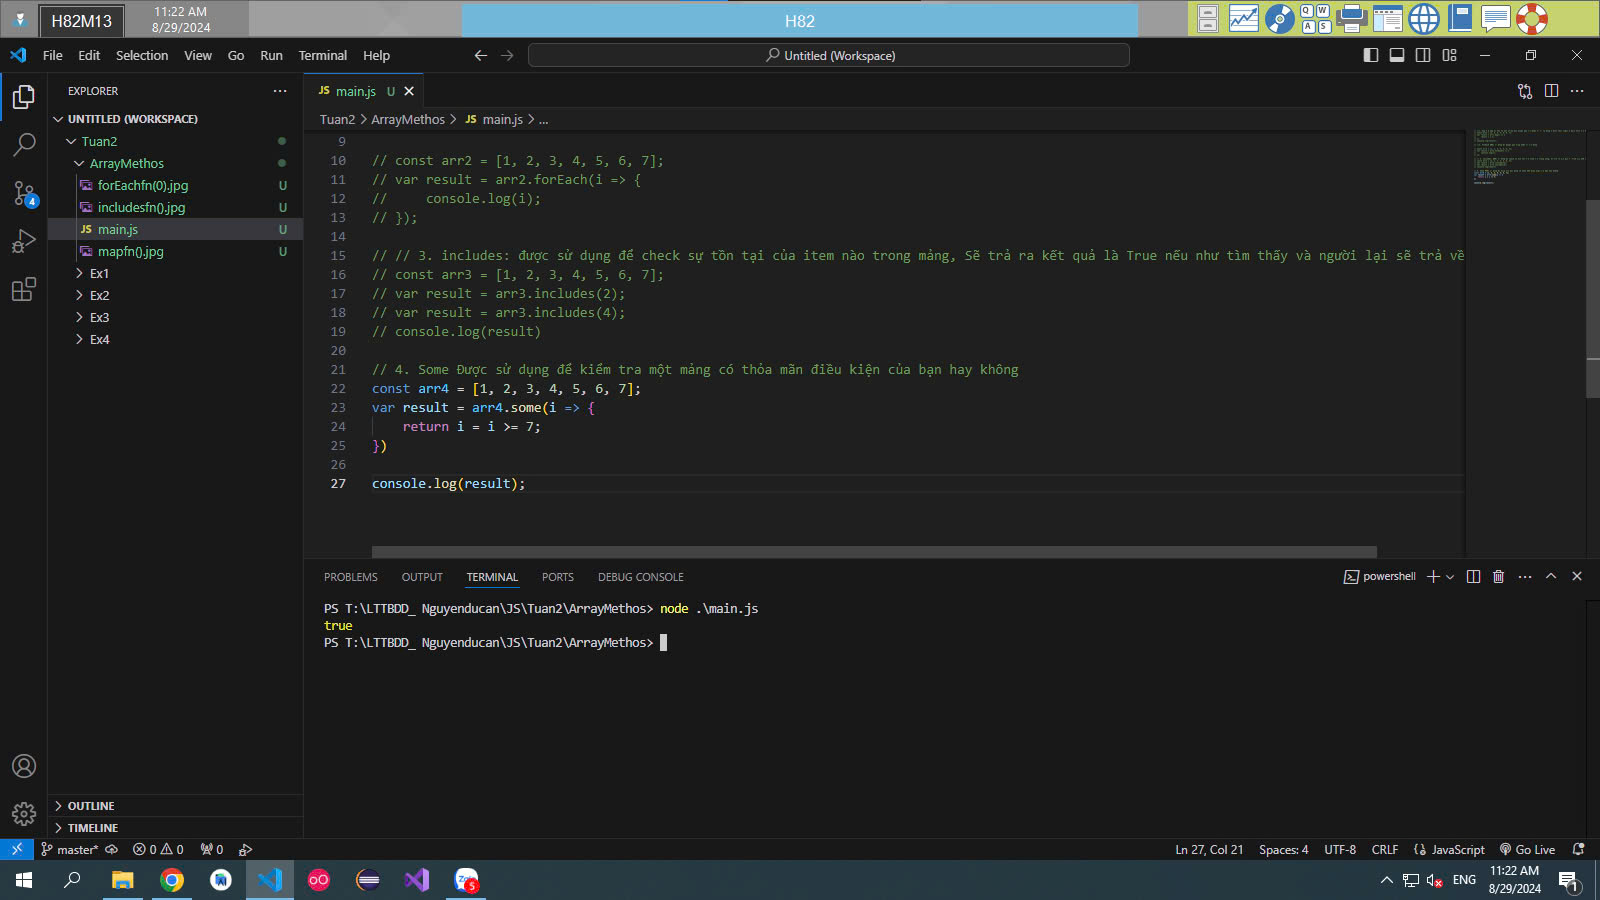 H82M13
11:22 AM
8/29/2024
H82
Q W
A S
File Edit Selection View Go Run Terminal Help
Untitled (Workspace)
EXPLORER
UNTITLED (WORKSPACE)
Tuan2
ArrayMethos
forEachfn(0).jpg U
includesfn().jpg U
JS main.js U
mapfn().jpg U
Ex1
Ex2
Ex3
Ex4
OUTLINE
TIMELINE
4
JS main.js U
Tuan2 > ArrayMethos > JS main.js > ...
9
10 // const arr2 = [1, 2, 3, 4, 5, 6, 7];
11 // var result = arr2.forEach(i => {
12 //     console.log(i);
13 // });
14
15 // // 3. includes: được sử dụng để check sự tồn tại của item nào trong mảng, Sẽ trả ra kết quả là True nếu như tìm thấy và người lại sẽ trả về
16 // const arr3 = [1, 2, 3, 4, 5, 6, 7];
17 // var result = arr3.includes(2);
18 // var result = arr3.includes(4);
19 // console.log(result)
20
21 // 4. Some Được sử dụng để kiểm tra một mảng có thỏa mãn điều kiện của bạn hay không
22 const arr4 = [1, 2, 3, 4, 5, 6, 7];
23 var result = arr4.some(i => {
24     return i = i >= 7;
25 })
26
27 console.log(result);
PROBLEMS OUTPUT TERMINAL PORTS DEBUG CONSOLE
powershell
PS T:\LTTBDD_ Nguyenducan\JS\Tuan2\ArrayMethos> node .\main.js
true
PS T:\LTTBDD_ Nguyenducan\JS\Tuan2\ArrayMethos>
master* 0 0 0
Ln 27, Col 21 Spaces: 4 UTF-8 CRLF JavaScript Go Live
5
ENG
11:22 AM
8/29/2024
1